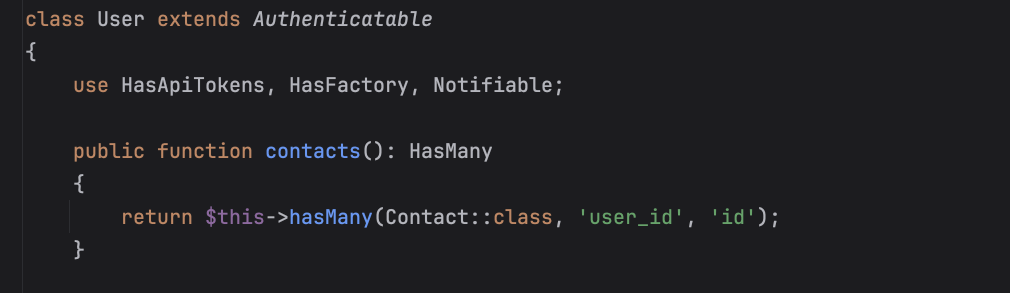 class User extends Authenticatable
{
    use HasApiTokens, HasFactory, Notifiable;
    public function contacts(): HasMany
    {
        return $this->hasMany(Contact::class, 'user_id', 'id');
    }